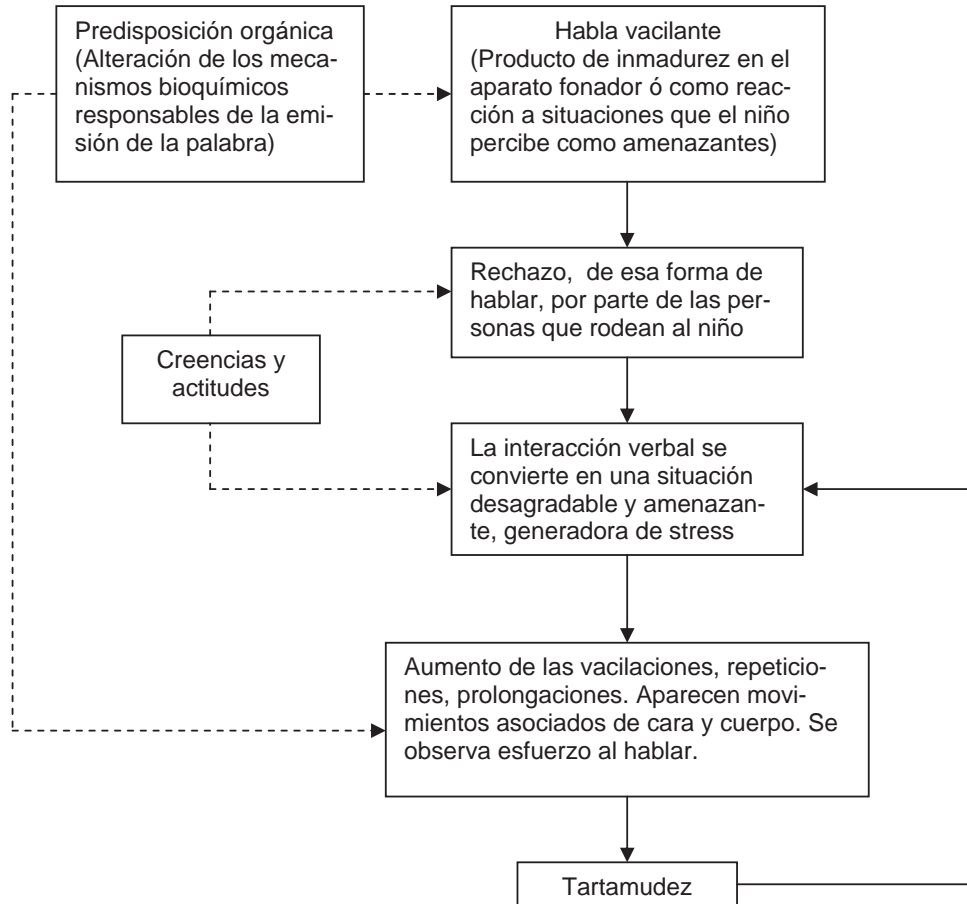 Predisposición orgánica
(Alteración de los meca-
nismos bioquímicos
responsables de la emi-
sión de la palabra)
Habla vacilante
(Producto de inmadurez en el
aparato fonador ó como reac-
ción a situaciones que el niño
percibe como amenazantes)
Rechazo,  de esa forma de
hablar, por parte de las per-
sonas que rodean al niño
Creencias y
actitudes
La interacción verbal se
convierte en una situación
desagradable y amenazan-
te, generadora de stress
Aumento de las vacilaciones, repeticio-
nes, prolongaciones. Aparecen movi-
mientos asociados de cara y cuerpo. Se
observa esfuerzo al hablar.
Tartamudez